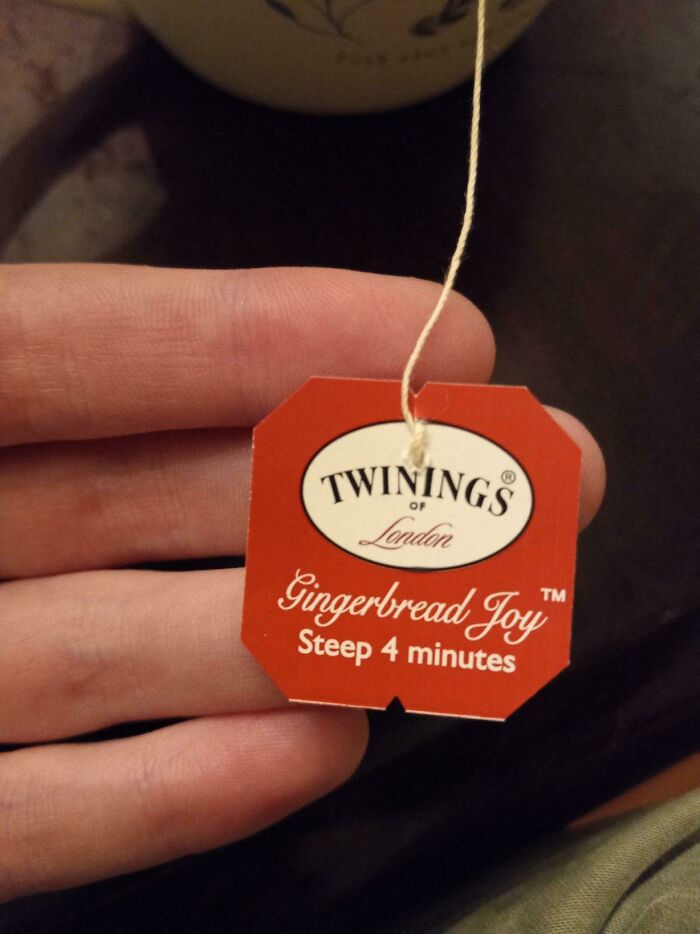 TWININGS®
OF
London
Gingerbread Joy™
Steep 4 minutes